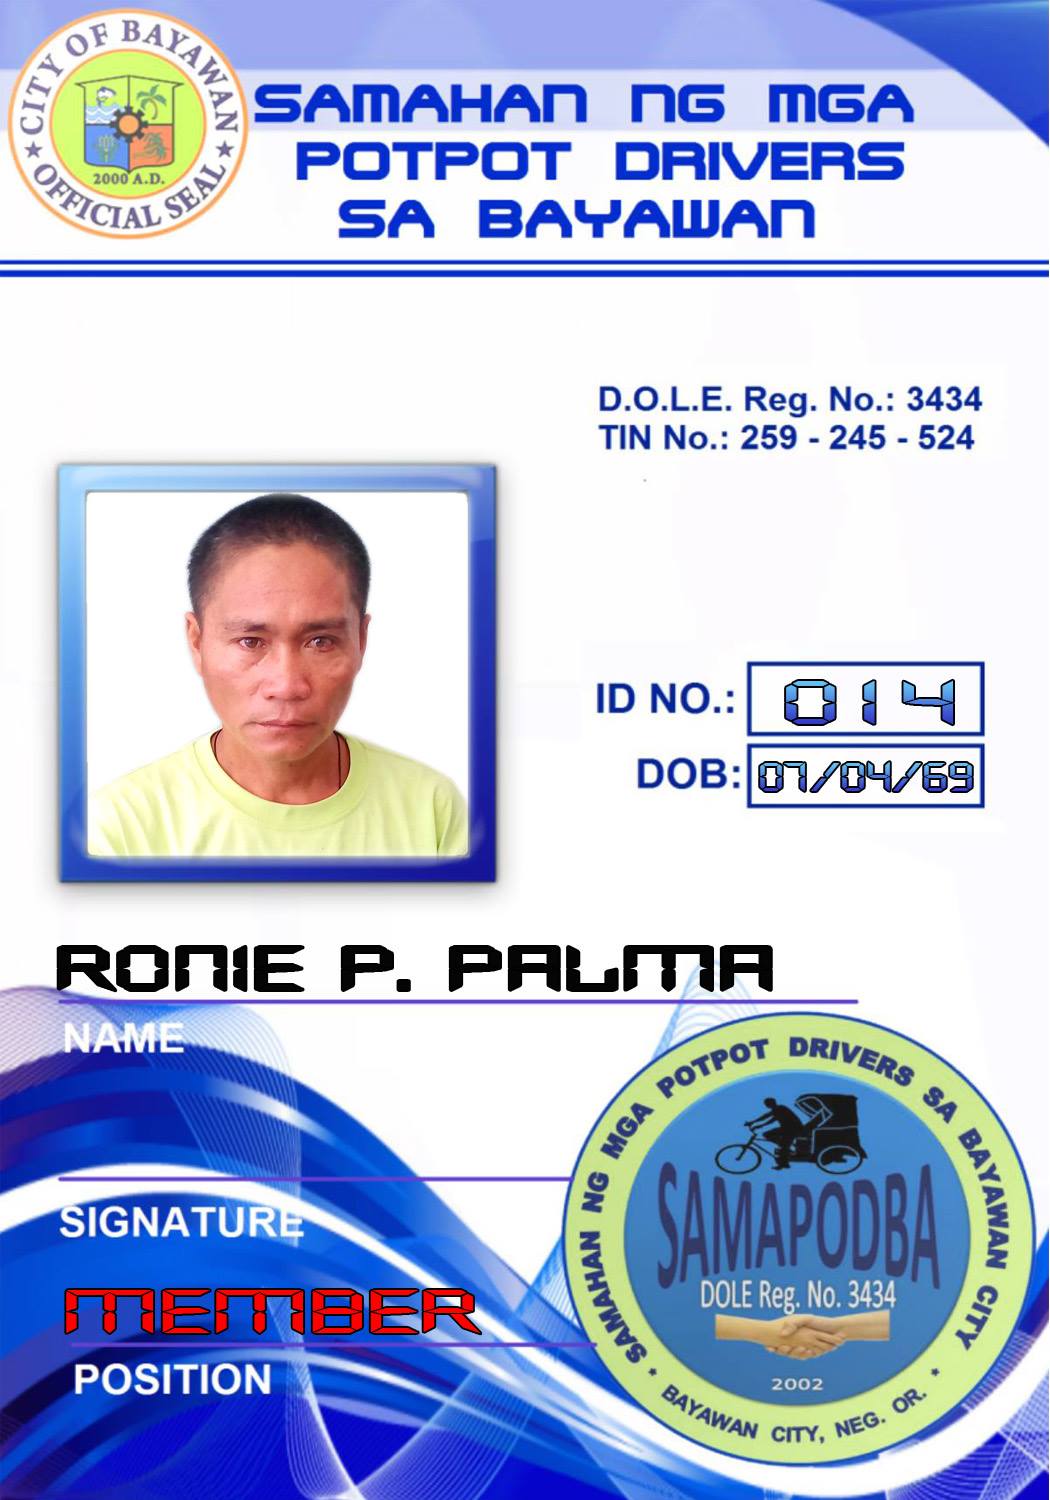 CITY OF BAYAWAN
2000 A.D.
★ OFFICIAL SEAL ★
SAMAHAN NG MGA
POTPOT DRIVERS
SA BAYAWAN
D.O.L.E. Reg. No.: 3434
TIN No.: 259 - 245 - 524
ID NO.: 014
DOB: 07/04/69
RONIE P. PALMA
NAME
SIGNATURE
MEMBER
POSITION
SAMAHAN NG MGA POTPOT DRIVERS SA BAYAWAN CITY
SAMAPODBA
DOLE Reg. No. 3434
2002
* BAYAWAN CITY, NEG. OR. *